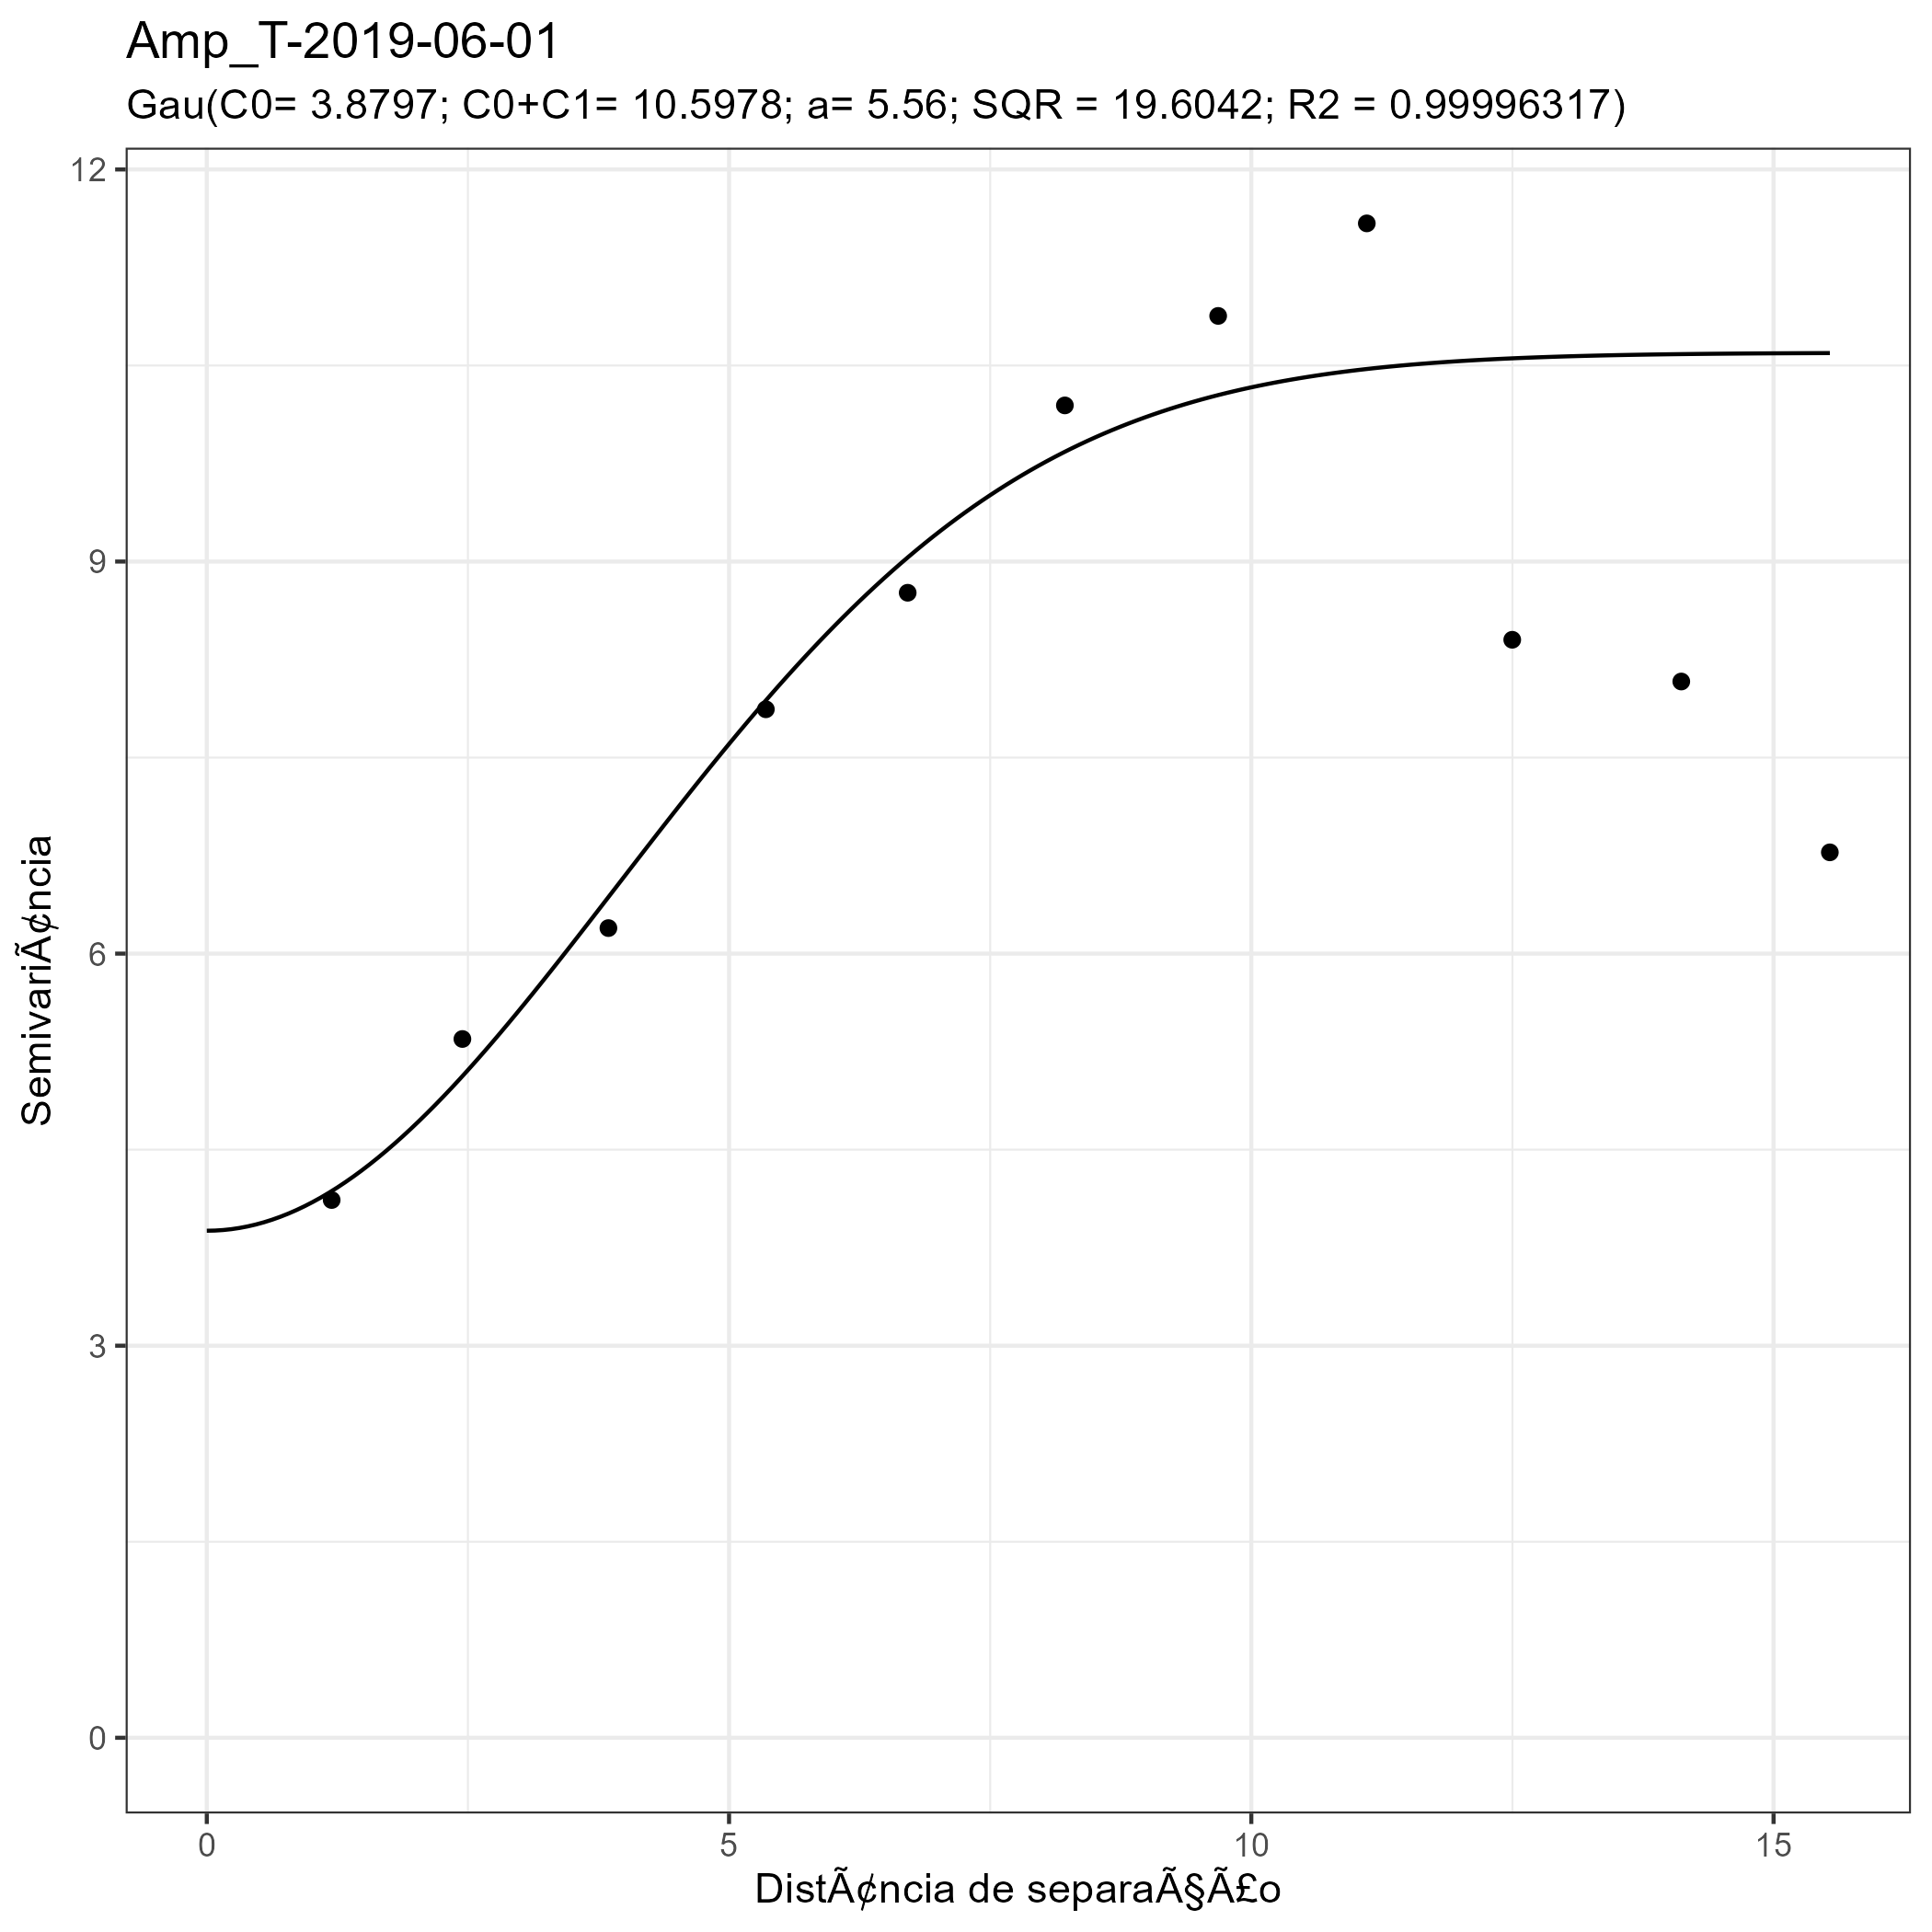 Amp_T-2019-06-01
Gau(C0= 3.8797; C0+C1= 10.5978; a= 5.56; SQR = 19.6042; R2 = 0.99996317)
12
9
6
3
0
SemivariÃ¢ncia
0 5 10 15
DistÃ¢ncia de separaÃ§Ã£o